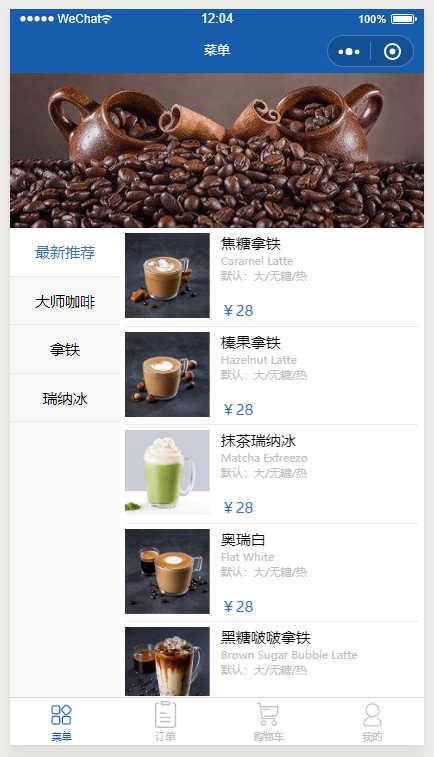 WeChat 12:04 100%
菜单
最新推荐
大师咖啡
拿铁
瑞纳冰
焦糖拿铁
Caramel Latte
默认：大/无糖/热
￥28
榛果拿铁
Hazelnut Latte
默认：大/无糖/热
￥28
抹茶瑞纳冰
Matcha Exfreezo
默认：大/无糖/热
￥28
奥瑞白
Flat White
默认：大/无糖/热
￥28
黑糖啵啵拿铁
Brown Sugar Bubble Latte
默认：大/无糖/热
菜单
订单
购物车
我的